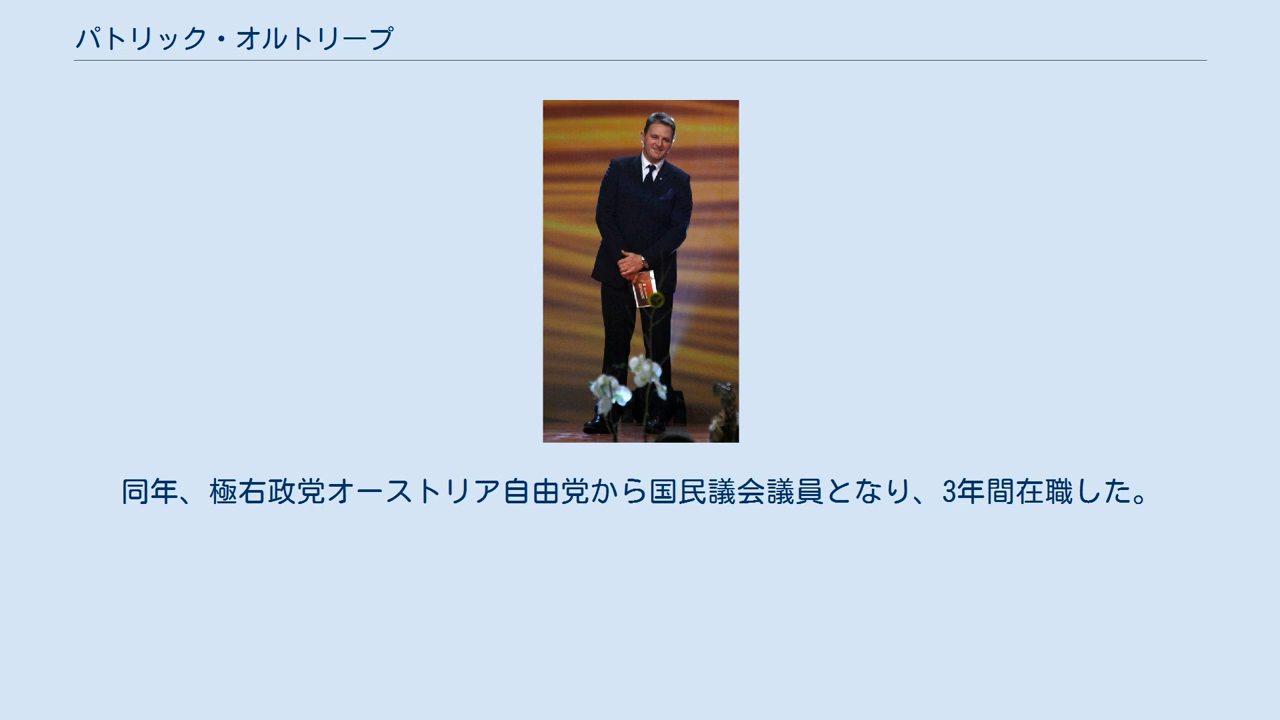 パトリック・オルトリープ
同年、極右政党オーストリア自由党から国民議会議員となり、3年間在職した。